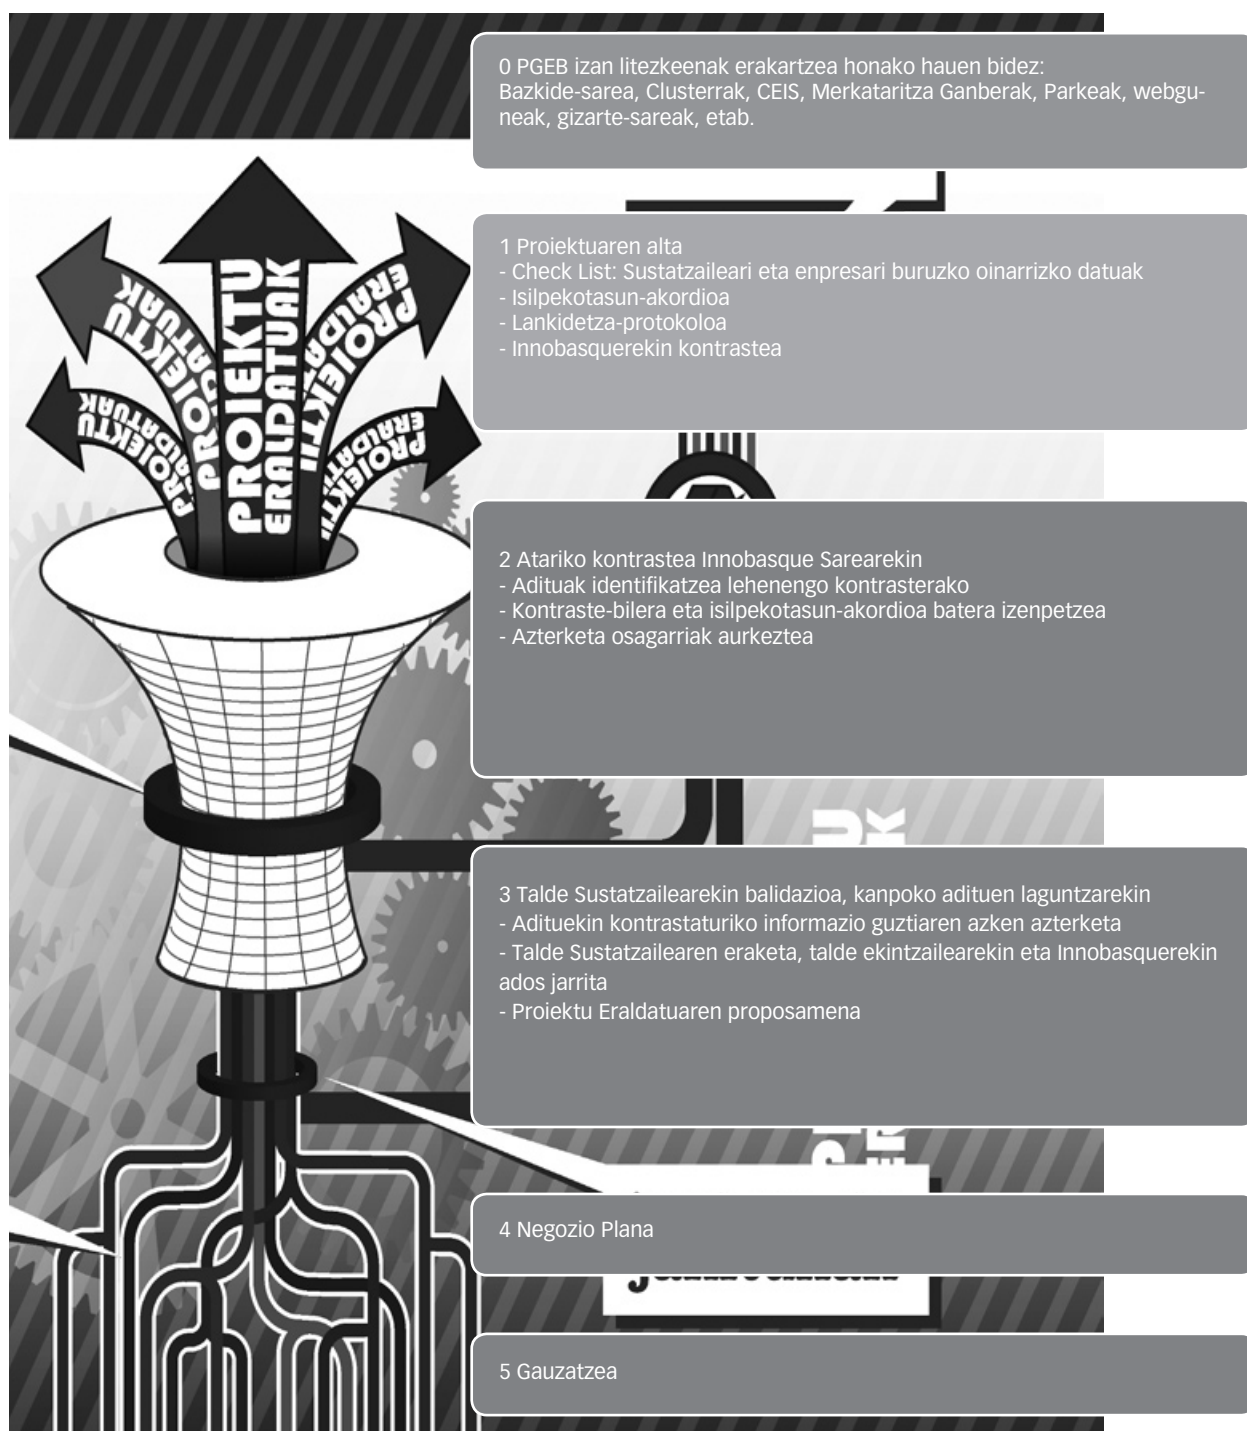 0 PGEB izan litezkeenak erakartzea honako hauen bidez:
Bazkide-sarea, Clusterrak, CEIS, Merkataritza Ganberak, Parkeak, webgu-
neak, gizarte-sareak, etab.
PROIEKTU
ERALDATUAK
PROIEKTU
ERALDATUAK
PROIEKTU
PROIEKTU
PROIEKTU
1 Proiektuaren alta
- Check List: Sustatzaileari eta enpresari buruzko oinarrizko datuak
- Isilpekotasun-akordioa
- Lankidetza-protokoloa
- Innobasquerekin kontrastea
2 Atariko kontrastea Innobasque Sarearekin
- Adituak identifikatzea lehenengo kontrasterako
- Kontraste-bilera eta isilpekotasun-akordioa batera izenpetzea
- Azterketa osagarriak aurkeztea
3 Talde Sustatzailearekin balidazioa, kanpoko adituen laguntzarekin
- Adituekin kontrastaturiko informazio guztiaren azken azterketa
- Talde Sustatzailearen eraketa, talde ekintzailearekin eta Innobasquerekin
ados jarrita
- Proiektu Eraldatuaren proposamena
4 Negozio Plana
5 Gauzatzea